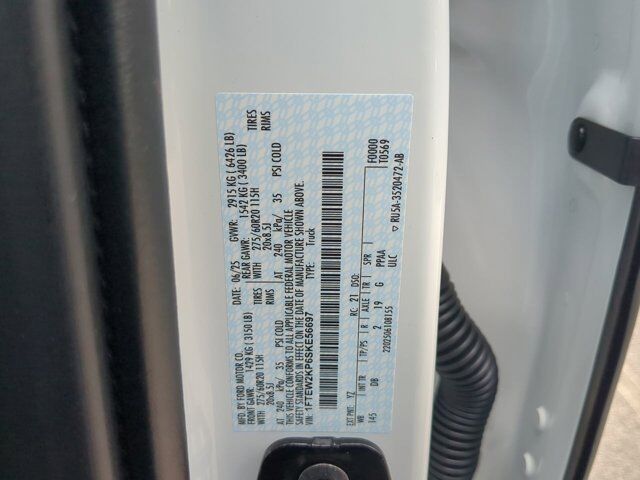 MFD. BY FORD MOTOR CO.
DATE: 06/25 GVWR: 2915 KG ( 6426 LB)
FRONT GAWR: 1429 KG (3150 LB) REAR GAWR: 1542 KG ( 3400 LB)
275/60R20 115H TIRES WITH 275/60R20 115H TIRES
20x8.5J RIMS 20x8.5J RIMS
AT 240 kPa/ 35 PSI COLD AT 240 kPa/ 35 PSI COLD
THIS VEHICLE CONFORMS TO ALL APPLICABLE FEDERAL MOTOR VEHICLE
SAFETY STANDARDS IN EFFECT ON THE DATE OF MANUFACTURE SHOWN ABOVE.
VIN: 1FTEW2KP6SKE56697 TYPE: Truck
F0000
T0569
EXT PNT: YZ RC: 21 DSO:
WB INT TR TP/PS R AXLE TR SPR
145 DB 2 19 G PPAA
ULC
2202506108155
▽ RU5A-3520472-AB